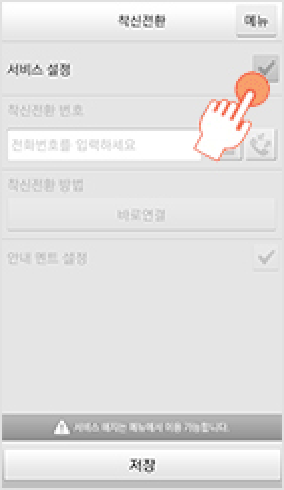 착신전환
메뉴
서비스 설정
착신전환 번호
전화번호를 입력하세요
착신전환 방법
바로연결
안내 멘트 설정
서비스 해지는 메뉴에서 이용 가능합니다.
저장